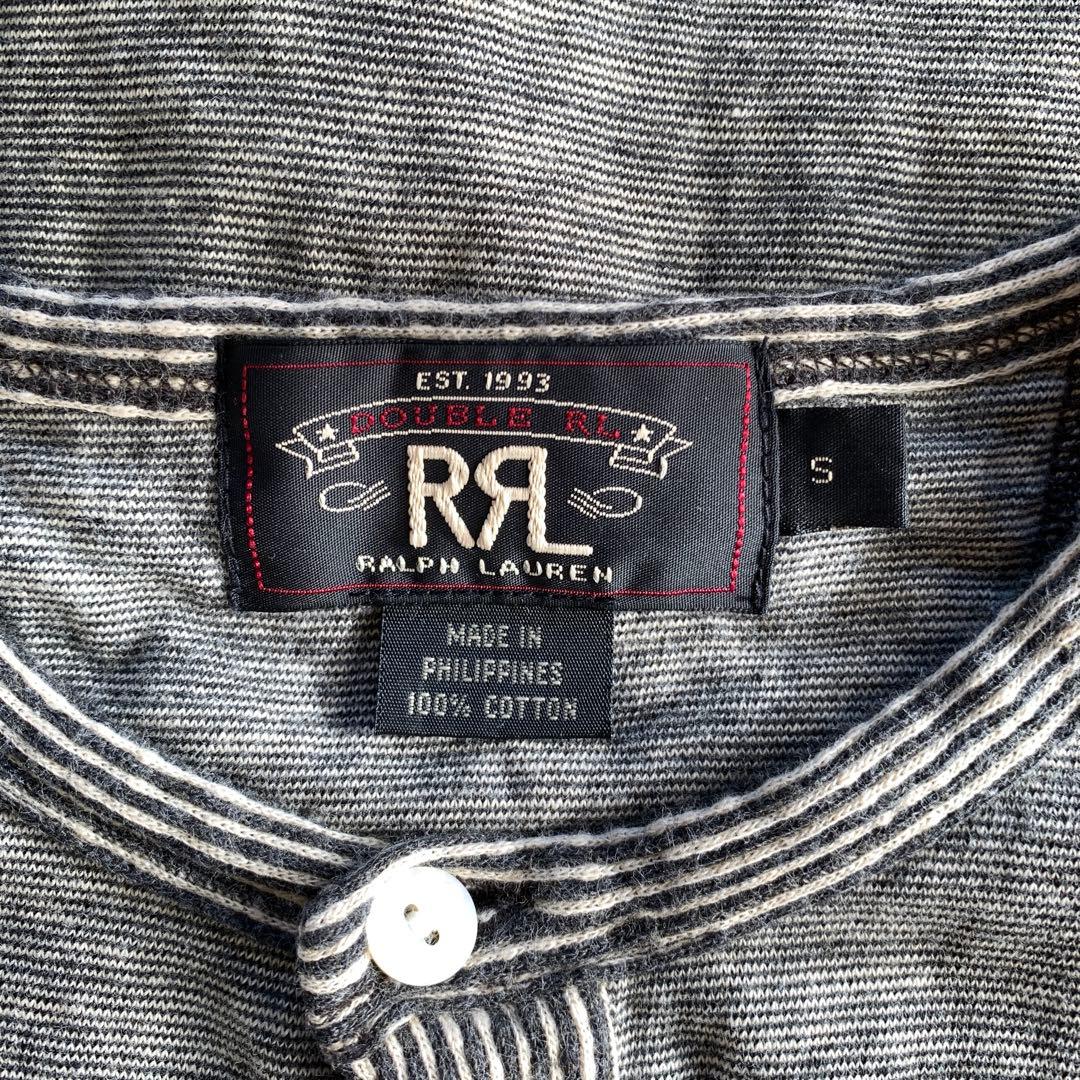 EST. 1993
DOUBLE RL
RRL
RALPH LAUREN
S
MADE IN
PHILIPPINES
100% COTTON